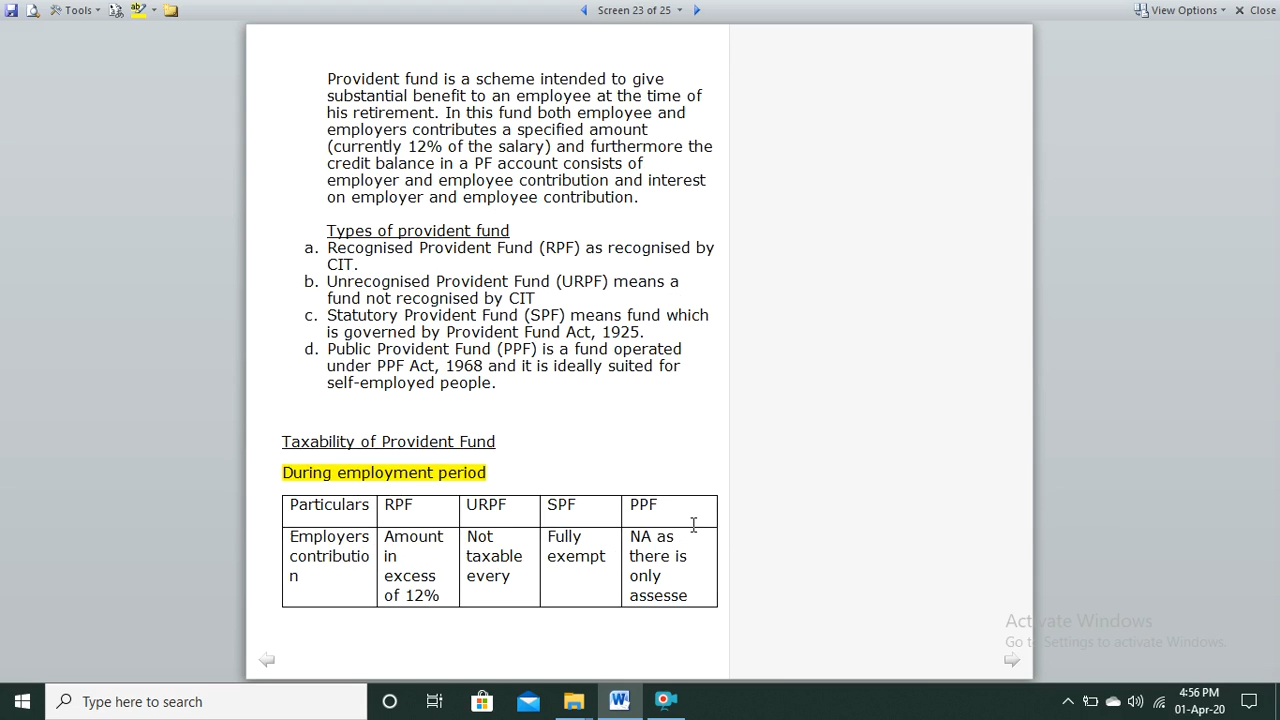 Tools
Screen 23 of 25
View Options
Close
Provident fund is a scheme intended to give
substantial benefit to an employee at the time of
his retirement. In this fund both employee and
employers contributes a specified amount
(currently 12% of the salary) and furthermore the
credit balance in a PF account consists of
employer and employee contribution and interest
on employer and employee contribution.
Types of provident fund
a. Recognised Provident Fund (RPF) as recognised by
CIT.
b. Unrecognised Provident Fund (URPF) means a
fund not recognised by CIT
c. Statutory Provident Fund (SPF) means fund which
is governed by Provident Fund Act, 1925.
d. Public Provident Fund (PPF) is a fund operated
under PPF Act, 1968 and it is ideally suited for
self-employed people.
Taxability of Provident Fund
During employment period
Particulars RPF URPF SPF PPF
Employers Amount Not Fully NA as
contributio in taxable exempt there is
n excess every only
of 12% assesse
Activate Windows
Go to Settings to activate Windows.
Type here to search
4:56 PM
01-Apr-20